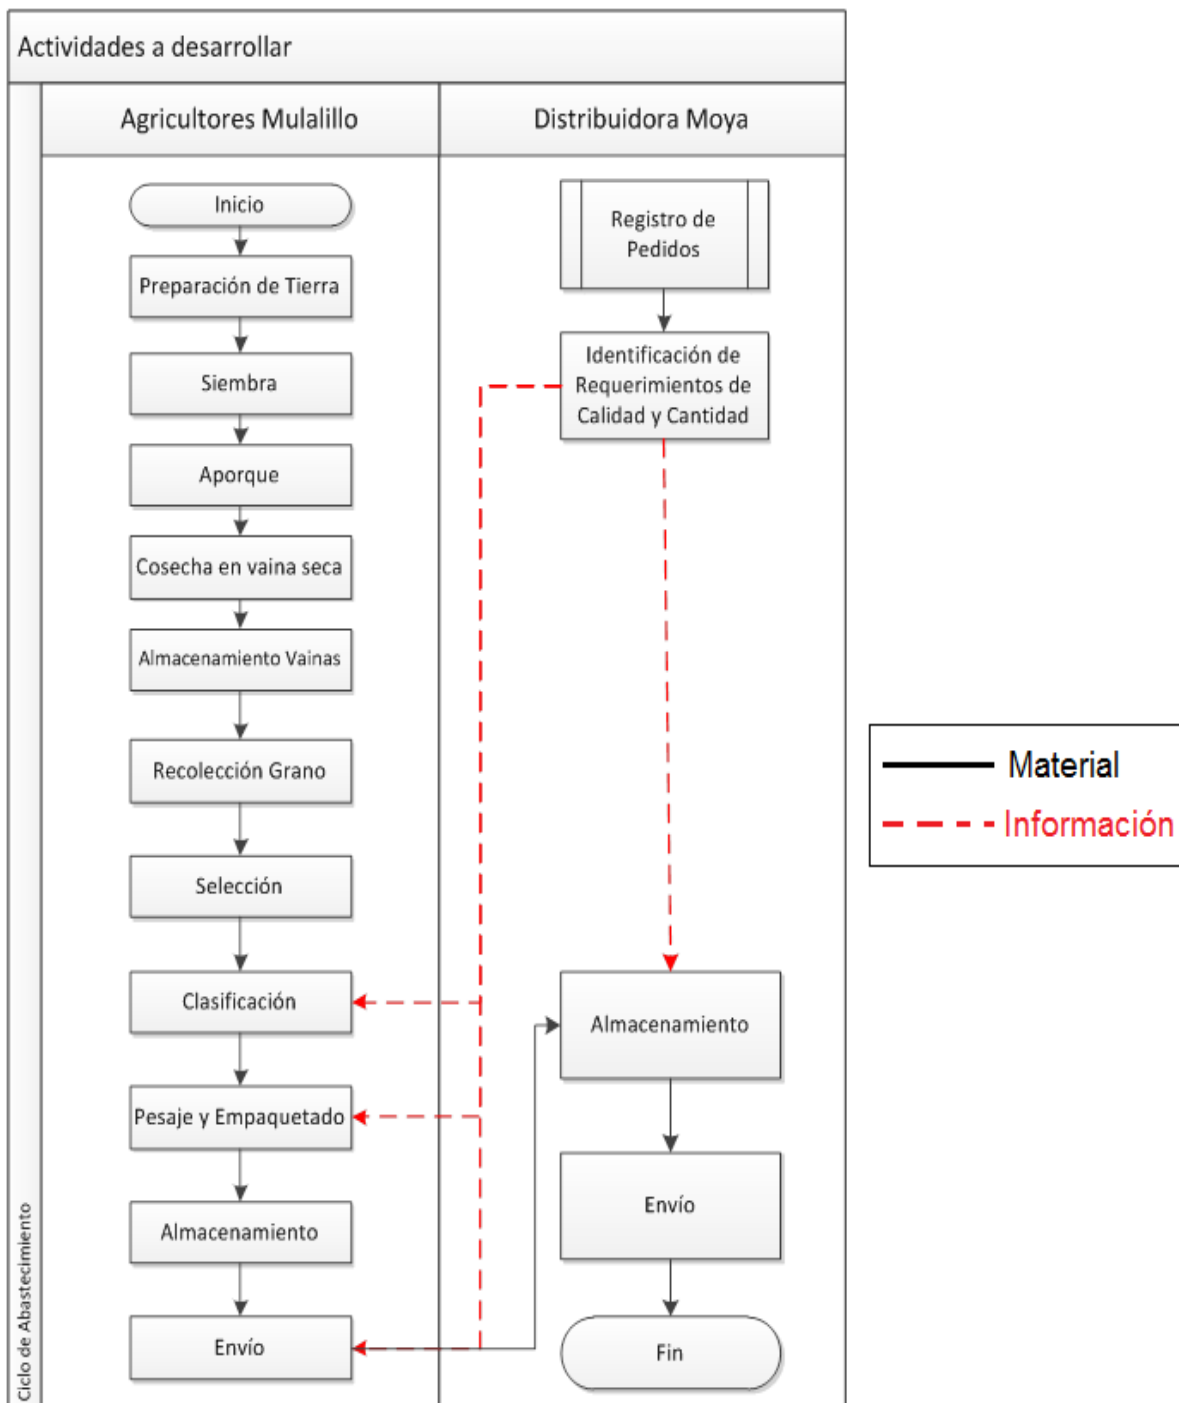 Actividades a desarrollar
Agricultores Mulalillo
Distribuidora Moya
Ciclo de Abastecimiento
Inicio
Preparación de Tierra
Siembra
Aporque
Cosecha en vaina seca
Almacenamiento Vainas
Recolección Grano
Selección
Clasificación
Pesaje y Empaquetado
Almacenamiento
Envío
Registro de
Pedidos
Identificación de
Requerimientos de
Calidad y Cantidad
Almacenamiento
Envío
Fin
Material
Información